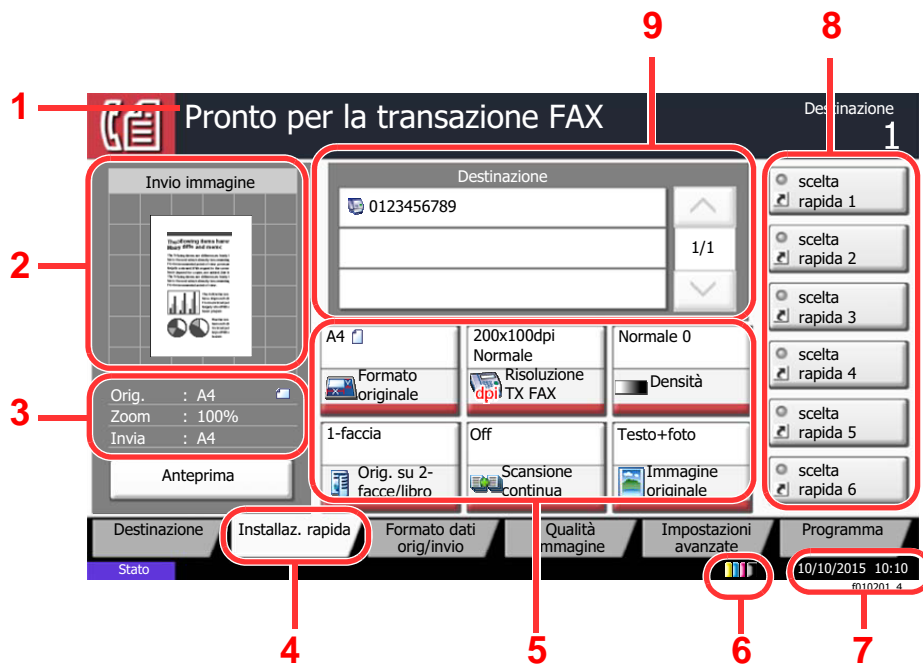 9
8
1
Pronto per la transazione FAX
Destinazione
1
Invio immagine
2
Destinazione
0123456789
1/1
scelta
rapida 1
scelta
rapida 2
scelta
rapida 3
scelta
rapida 4
scelta
rapida 5
scelta
rapida 6
3
Orig. : A4
Zoom : 100%
Invia : A4
Anteprima
A4
Formato
originale
200x100dpi
Normale
dpi
Risoluzione
TX FAX
Normale 0
Densità
1-faccia
Orig. su 2-
facce/libro
Off
Scansione
continua
Testo+foto
Immagine
originale
Destinazione
Installaz. rapida
Formato dati
orig/invio
Qualità
immagine
Impostazioni
avanzate
Programma
Stato
10/10/2015 10:10
f010201_4
4
5
6
7